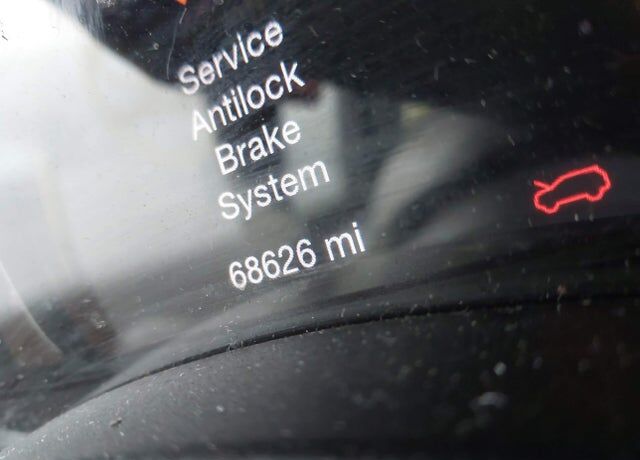 Service
Antilock
Brake
System
68626 mi